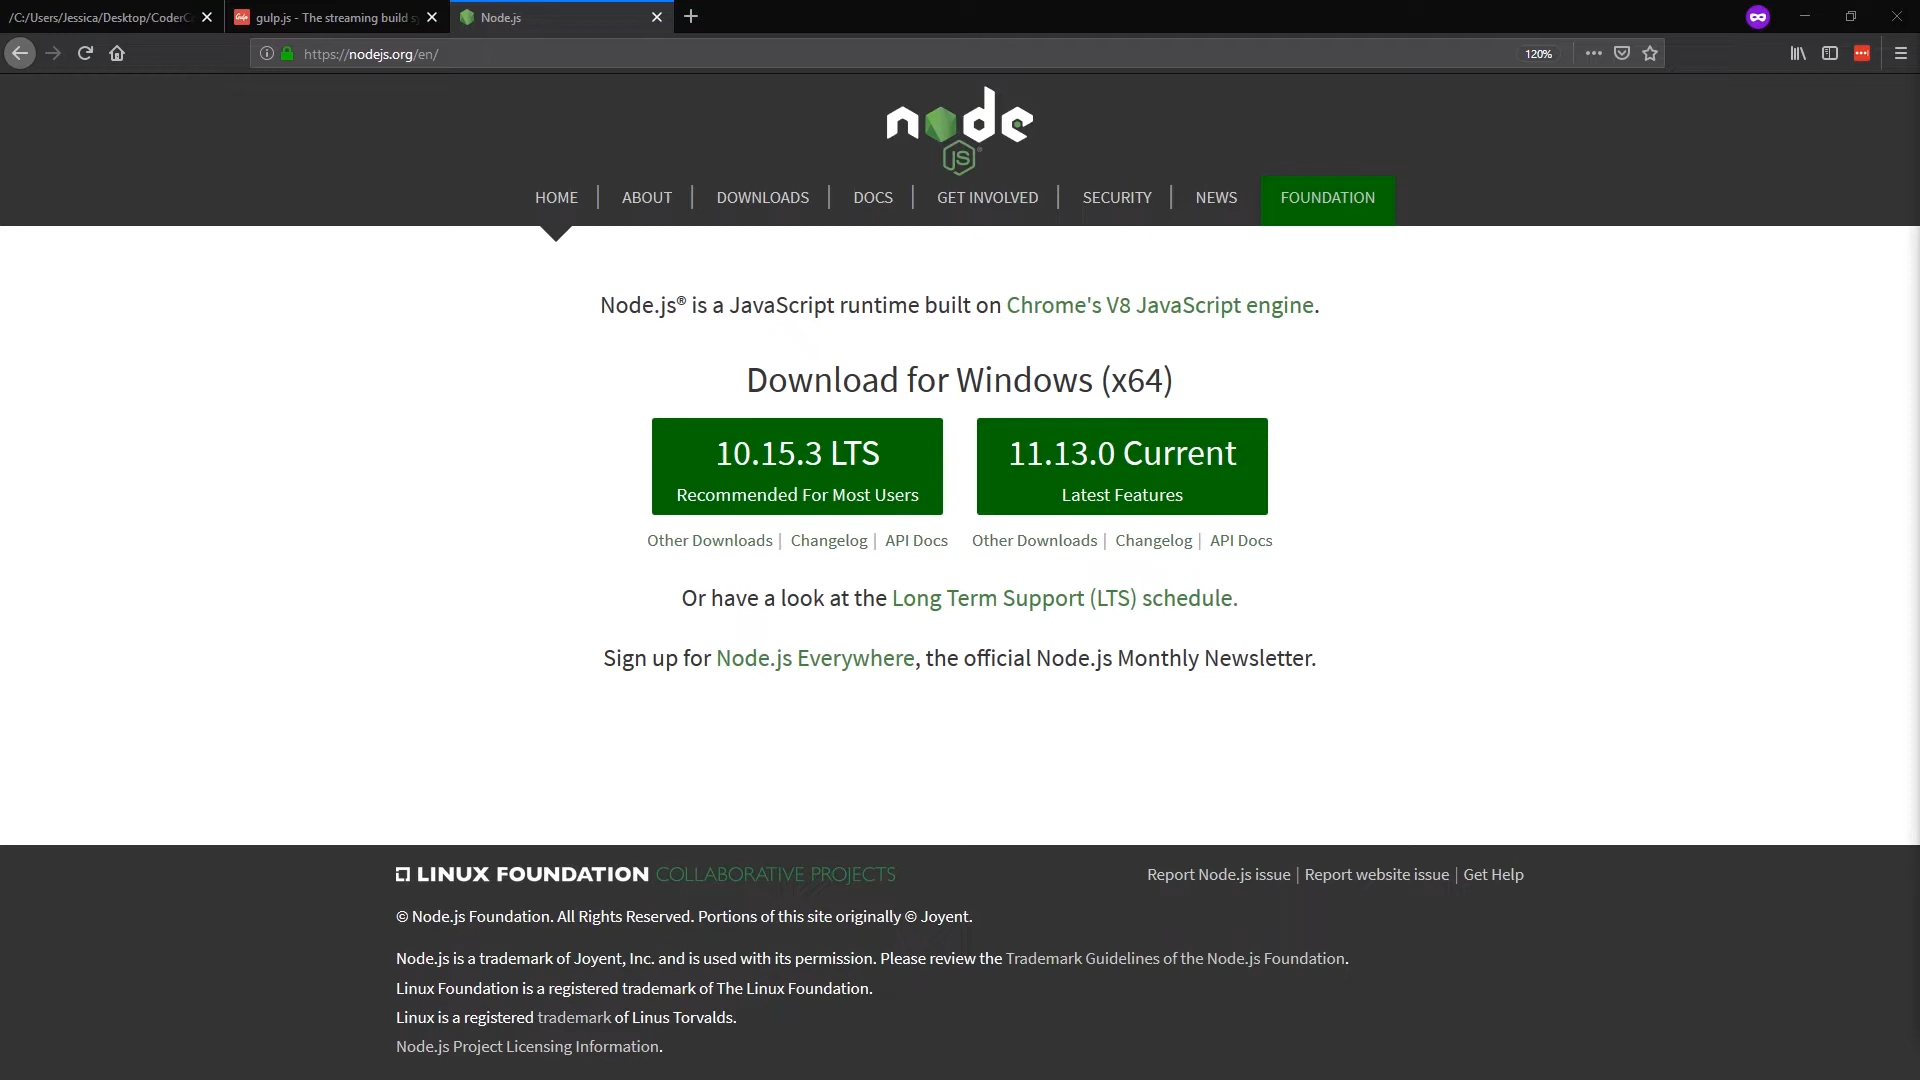 /C:/Users/Jessica/Desktop/CoderC
gulp.js - The streaming build sy
Node.js
https://nodejs.org/en/
120%
node
JS
HOME | ABOUT | DOWNLOADS | DOCS | GET INVOLVED | SECURITY | NEWS FOUNDATION
Node.js® is a JavaScript runtime built on Chrome's V8 JavaScript engine.
Download for Windows (x64)
10.15.3 LTS
Recommended For Most Users
11.13.0 Current
Latest Features
Other Downloads | Changelog | API Docs
Other Downloads | Changelog | API Docs
Or have a look at the Long Term Support (LTS) schedule.
Sign up for Node.js Everywhere, the official Node.js Monthly Newsletter.
LINUX FOUNDATION COLLABORATIVE PROJECTS
Report Node.js issue | Report website issue | Get Help
© Node.js Foundation. All Rights Reserved. Portions of this site originally © Joyent.
Node.js is a trademark of Joyent, Inc. and is used with its permission. Please review the Trademark Guidelines of the Node.js Foundation.
Linux Foundation is a registered trademark of The Linux Foundation.
Linux is a registered trademark of Linus Torvalds.
Node.js Project Licensing Information.